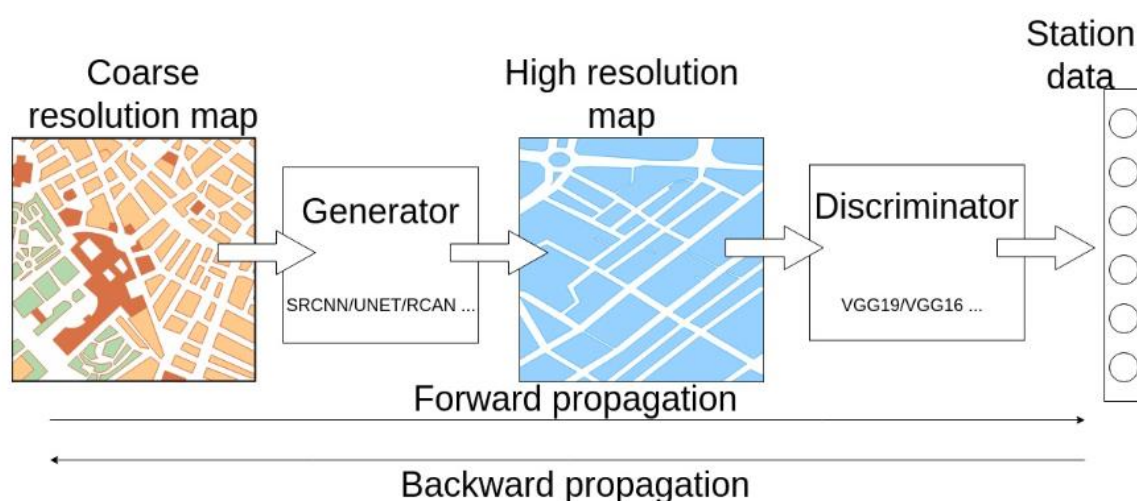 Coarse
resolution map
High resolution
map
Station
data
Generator
SRCNN/UNET/RCAN ...
Discriminator
VGG19/VGG16 ...
Forward propagation
Backward propagation